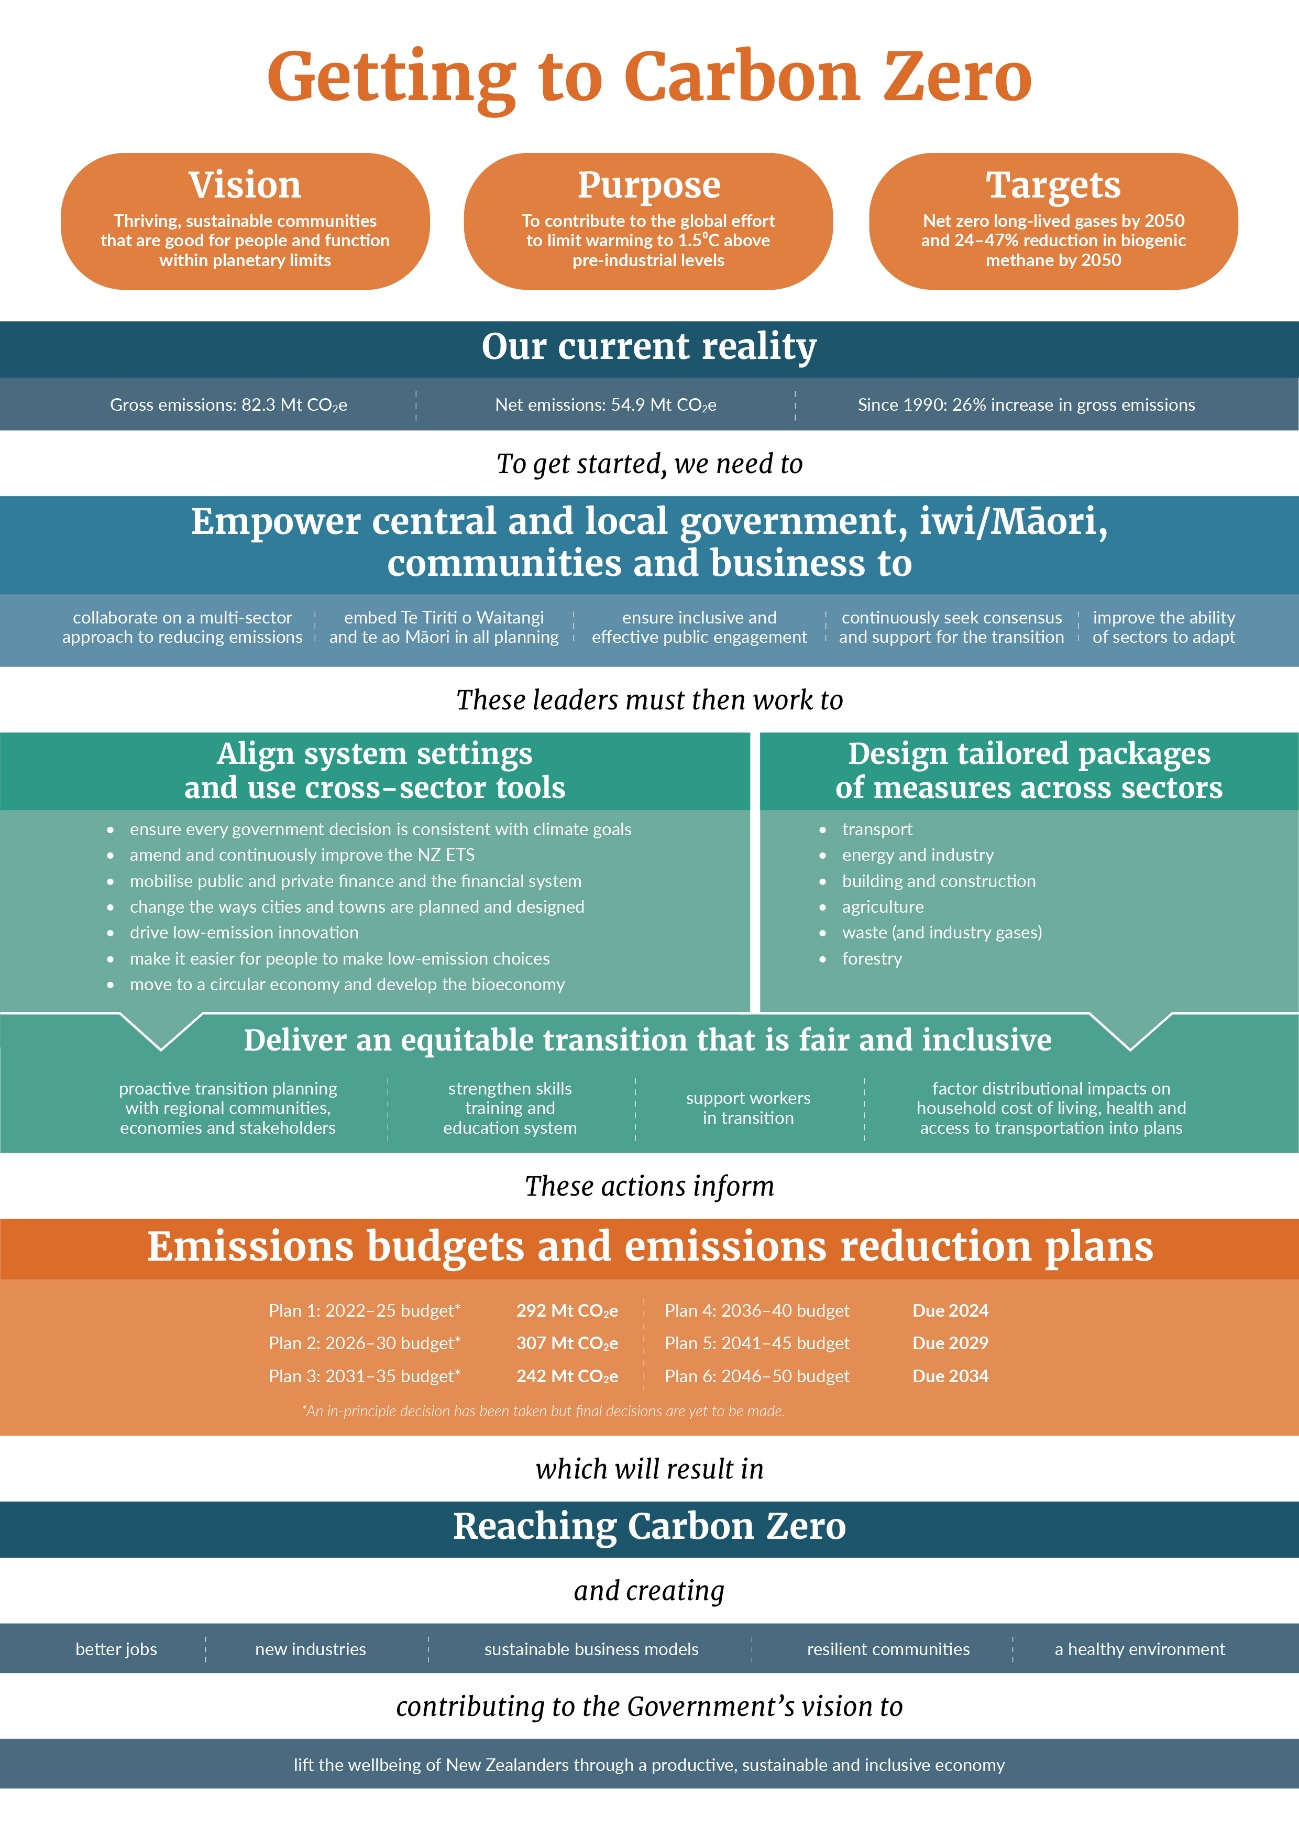 Getting to Carbon Zero
Vision
Thriving, sustainable communities
that are good for people and function
within planetary limits
Purpose
To contribute to the global effort
to limit warming to 1.5⁰C above
pre-industrial levels
Targets
Net zero long-lived gases by 2050
and 24–47% reduction in biogenic
methane by 2050
Our current reality
Gross emissions: 82.3 Mt CO₂e
Net emissions: 54.9 Mt CO₂e
Since 1990: 26% increase in gross emissions
To get started, we need to
Empower central and local government, iwi/Māori,
communities and business to
collaborate on a multi-sector
approach to reducing emissions
embed Te Tiriti o Waitangi
and te ao Māori in all planning
ensure inclusive and
effective public engagement
continuously seek consensus
and support for the transition
improve the ability
of sectors to adapt
These leaders must then work to
Align system settings
and use cross-sector tools
• ensure every government decision is consistent with climate goals
• amend and continuously improve the NZ ETS
• mobilise public and private finance and the financial system
• change the ways cities and towns are planned and designed
• drive low-emission innovation
• make it easier for people to make low-emission choices
• move to a circular economy and develop the bioeconomy
Design tailored packages
of measures across sectors
• transport
• energy and industry
• building and construction
• agriculture
• waste (and industry gases)
• forestry
Deliver an equitable transition that is fair and inclusive
proactive transition planning
with regional communities,
economies and stakeholders
strengthen skills
training and
education system
support workers
in transition
factor distributional impacts on
household cost of living, health and
access to transportation into plans
These actions inform
Emissions budgets and emissions reduction plans
Plan 1: 2022–25 budget* 292 Mt CO₂e
Plan 2: 2026–30 budget* 307 Mt CO₂e
Plan 3: 2031–35 budget* 242 Mt CO₂e
Plan 4: 2036–40 budget Due 2024
Plan 5: 2041–45 budget Due 2029
Plan 6: 2046–50 budget Due 2034
*An in-principle decision has been taken but final decisions are yet to be made.
which will result in
Reaching Carbon Zero
and creating
better jobs
new industries
sustainable business models
resilient communities
a healthy environment
contributing to the Government's vision to
lift the wellbeing of New Zealanders through a productive, sustainable and inclusive economy